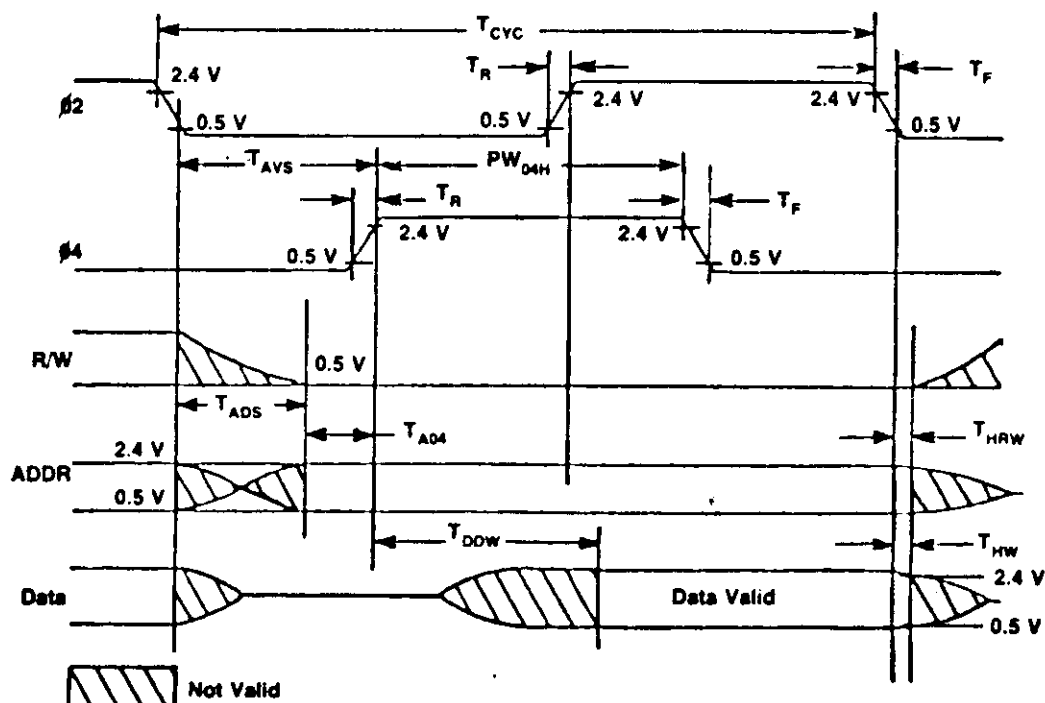 T_CYC
T_R T_F
2.4 V 2.4 V 2.4 V
ø2
0.5 V 0.5 V 0.5 V
T_AVS PW_04H
T_R T_F
2.4 V 2.4 V
ø4 0.5 V 0.5 V
R/W 0.5 V
T_ADS
T_A04 T_HRW
2.4 V
ADDR
0.5 V
T_DDW T_HW
2.4 V
Data Data Valid
0.5 V
Not Valid